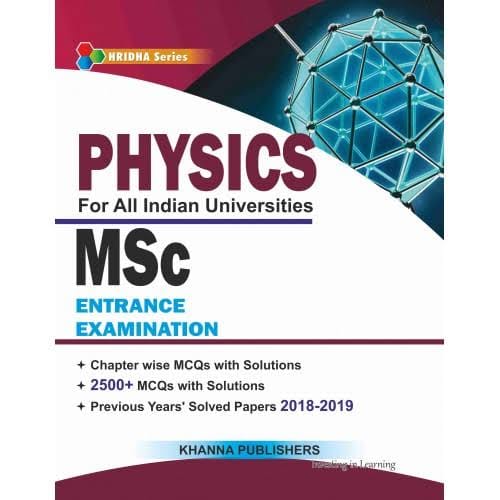 HRIDHA Series
PHYSICS
For All Indian Universities
MSc
ENTRANCE
EXAMINATION
+ Chapter wise MCQs with Solutions
+ 2500+ MCQs with Solutions
+ Previous Years' Solved Papers 2018-2019
KHANNA PUBLISHERS
Investing in Learning